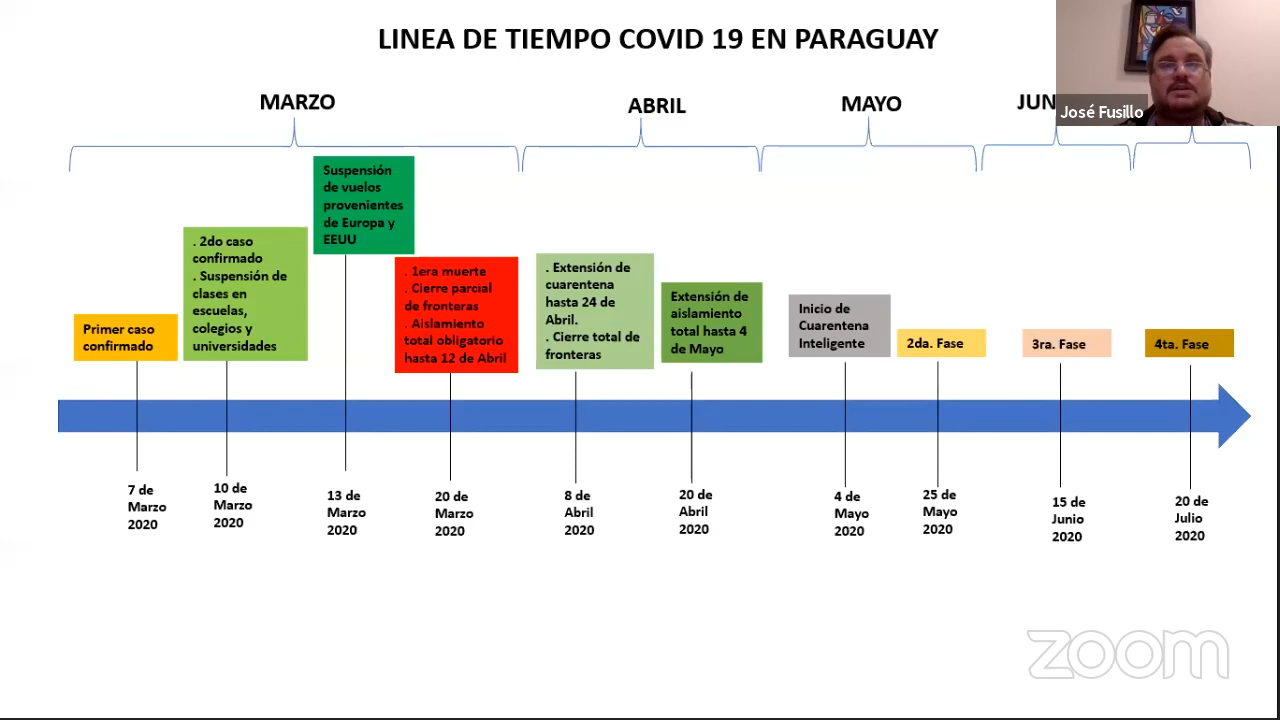 LINEA DE TIEMPO COVID 19 EN PARAGUAY
José Fusillo
MARZO
ABRIL
MAYO
Primer caso
confirmado
. 2do caso
confirmado
. Suspensión de
clases en
escuelas,
colegios y
universidades
Suspensión
de vuelos
provenientes
de Europa y
EEUU
. 1era muerte
. Cierre parcial
de fronteras
. Aislamiento
total obligatorio
hasta 12 de Abril
. Extensión de
cuarentena
hasta 24 de
Abril.
. Cierre total de
fronteras
Extensión de
aislamiento
total hasta 4
de Mayo
Inicio de
Cuarentena
Inteligente
2da. Fase
3ra. Fase
4ta. Fase
7 de
Marzo
2020
10 de
Marzo
2020
13 de
Marzo
2020
20 de
Marzo
2020
8 de
Abril
2020
20 de
Abril
2020
4 de
Mayo
2020
25 de
Mayo
2020
15 de
Junio
2020
20 de
Julio
2020
zoom